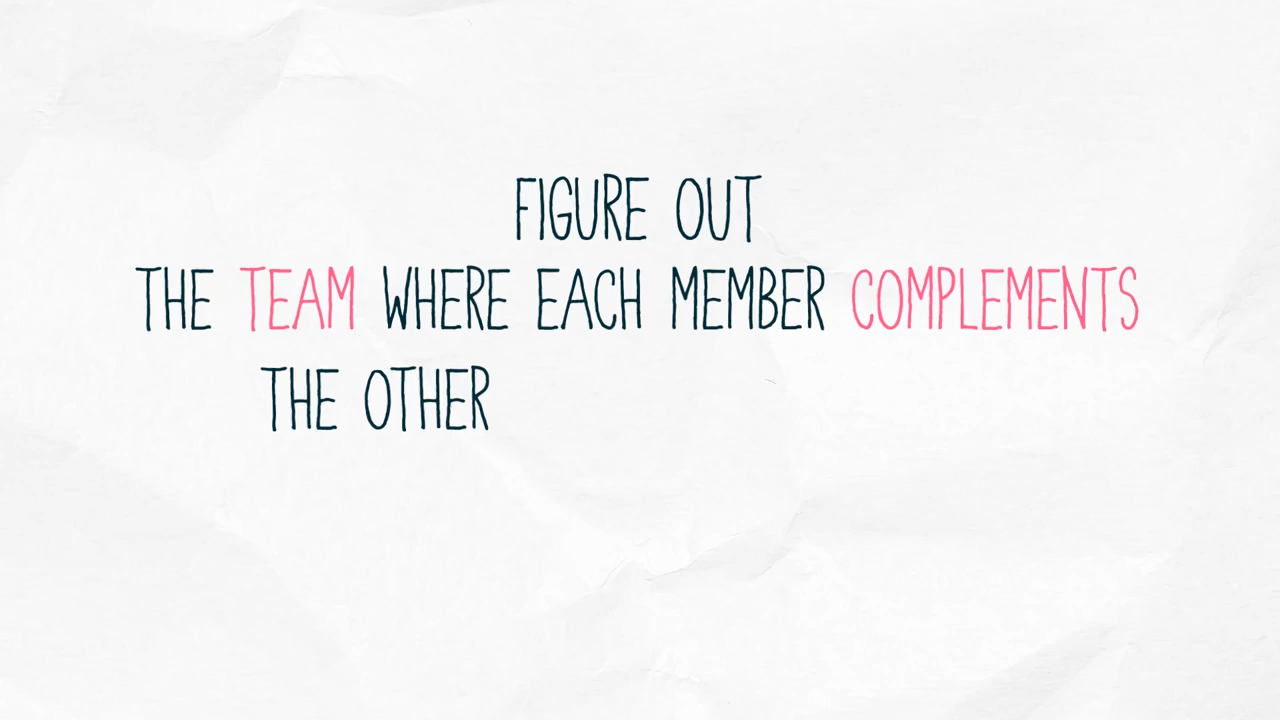 FIGURE OUT
THE TEAM WHERE EACH MEMBER COMPLEMENTS
THE OTHER